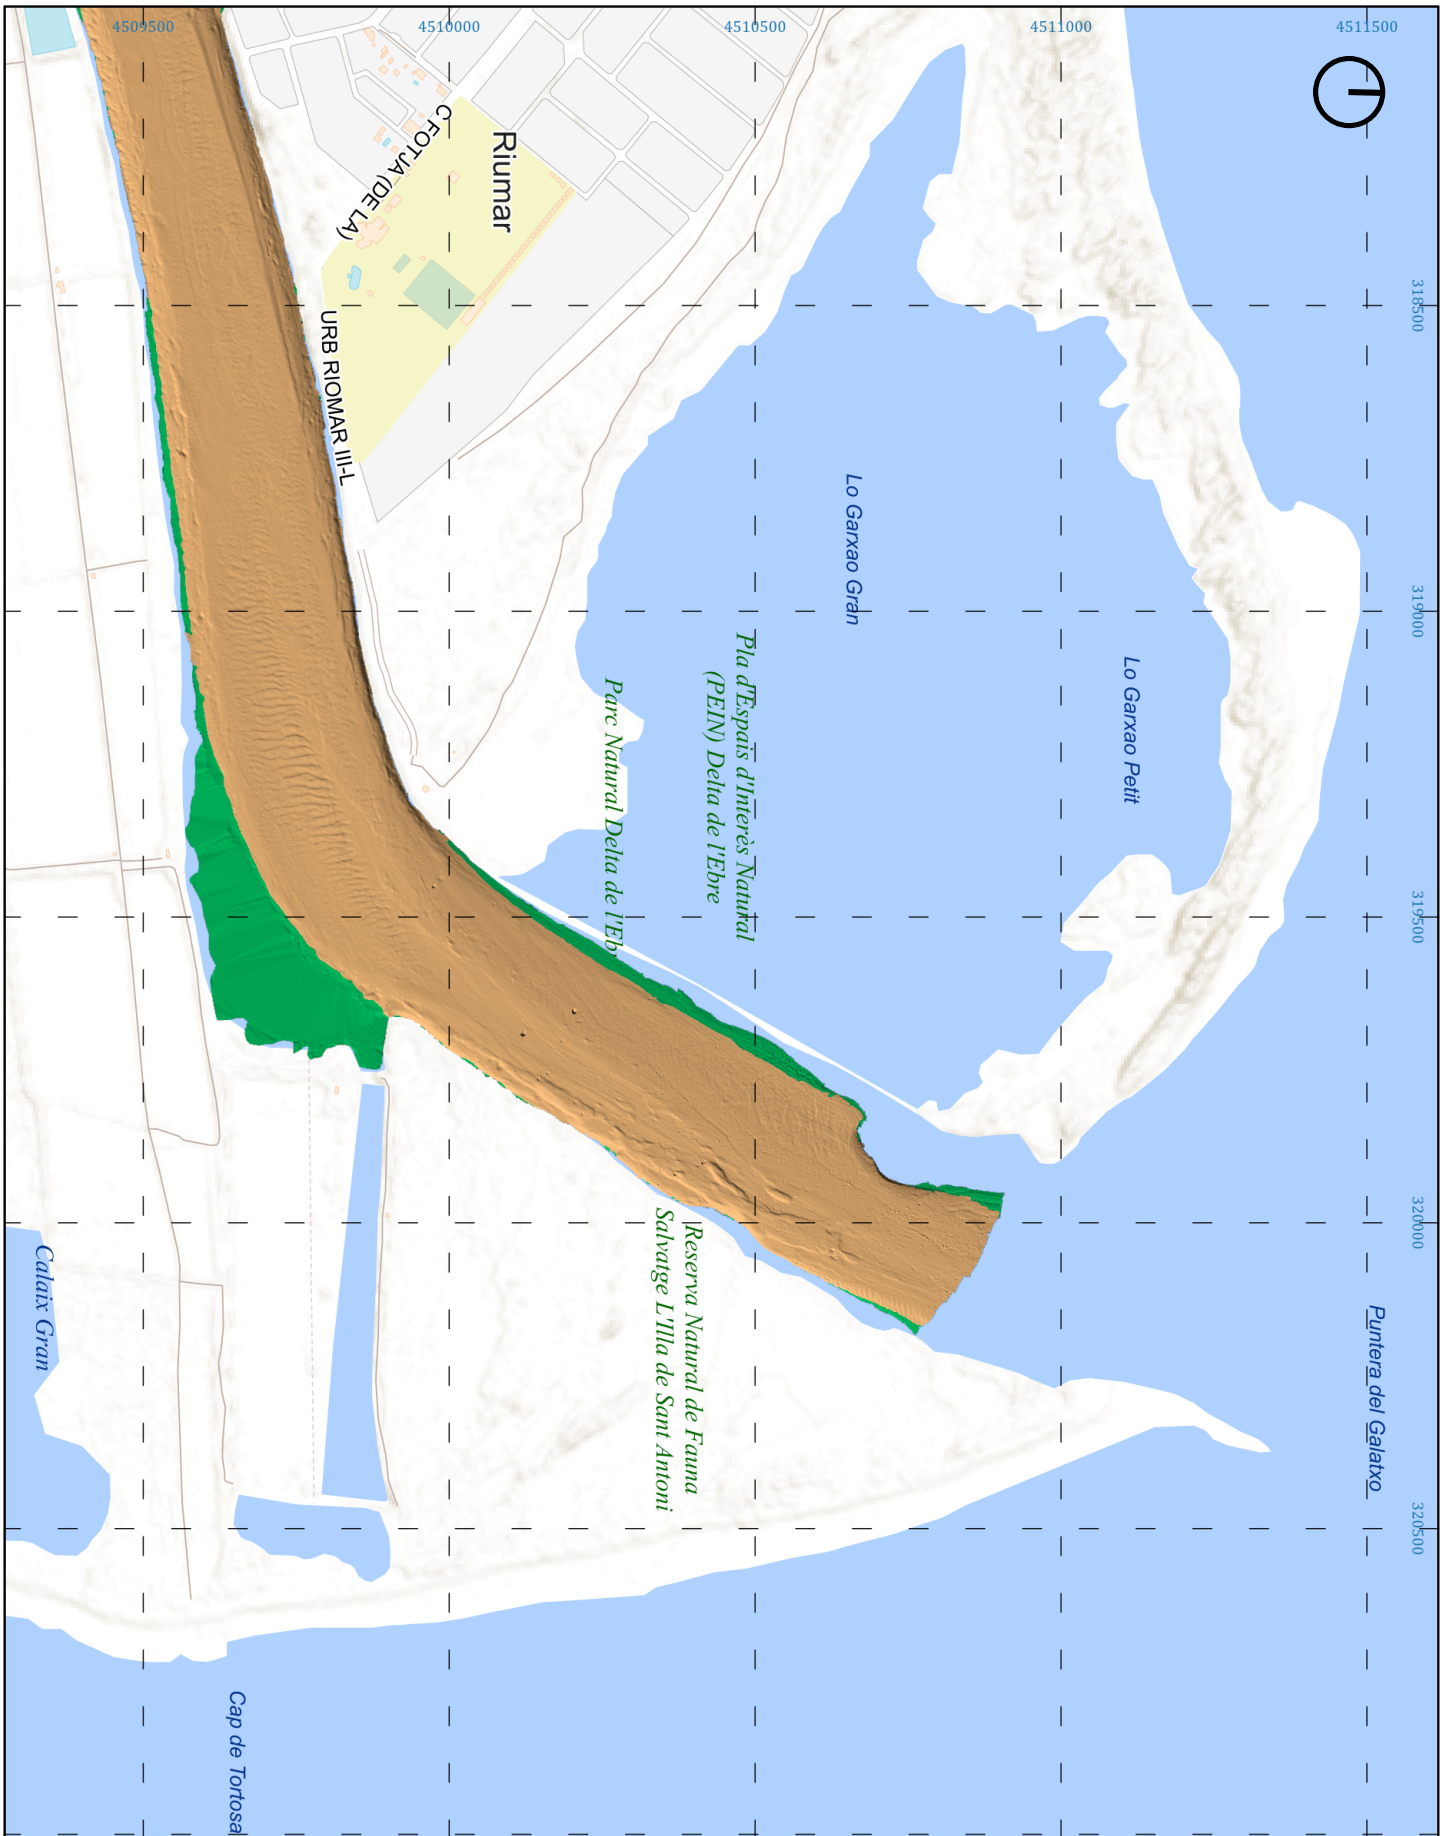 4509500
4510000
4510500
4511000
4511500
318500
319000
319500
320000
320500
Riumar
C FOTJA (DE LA)
URB RIOMAR III-L
Lo Garxao Gran
Lo Garxao Petit
Pla d'Espais d'Interès Natural
(PEIN) Delta de l'Ebre
Parc Natural Delta de l'Eb
Reserva Natural de Fauna
Salvatge L'Illa de Sant Antoni
Puntera del Galatxo
Calaix Gran
Cap de Tortosa